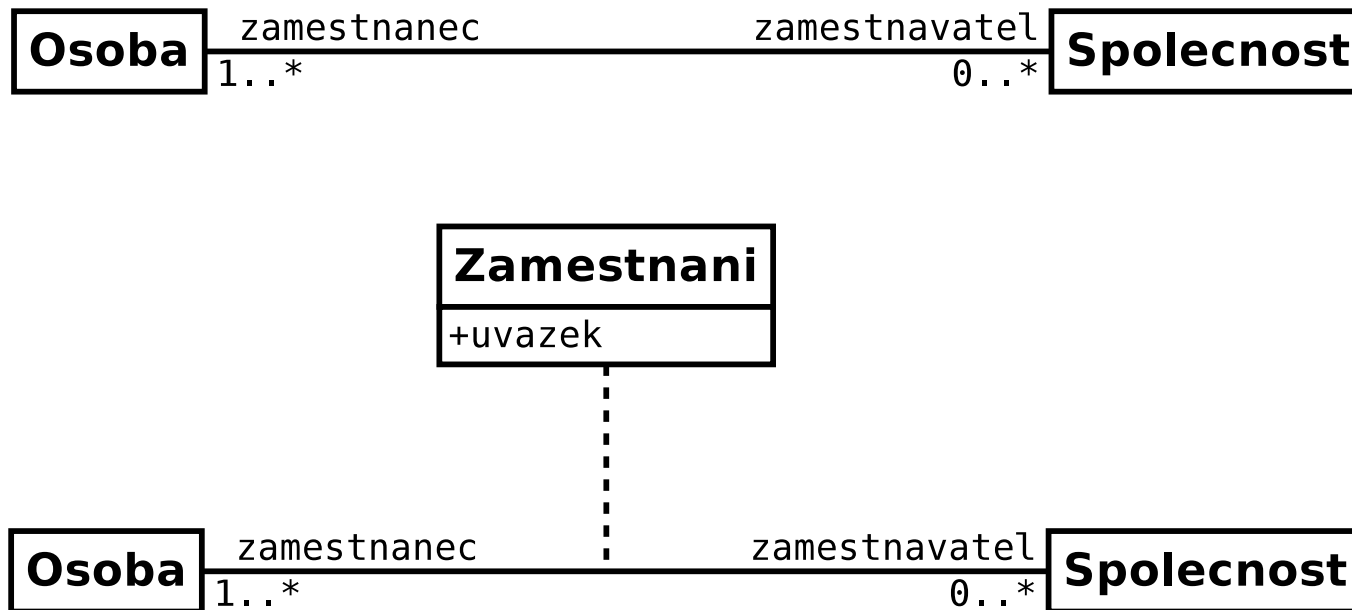 zamestnanec zamestnavatel
Osoba Spolecnost
1..* 0..*
Zamestnani
+uvazek
zamestnanec zamestnavatel
Osoba Spolecnost
1..* 0..*